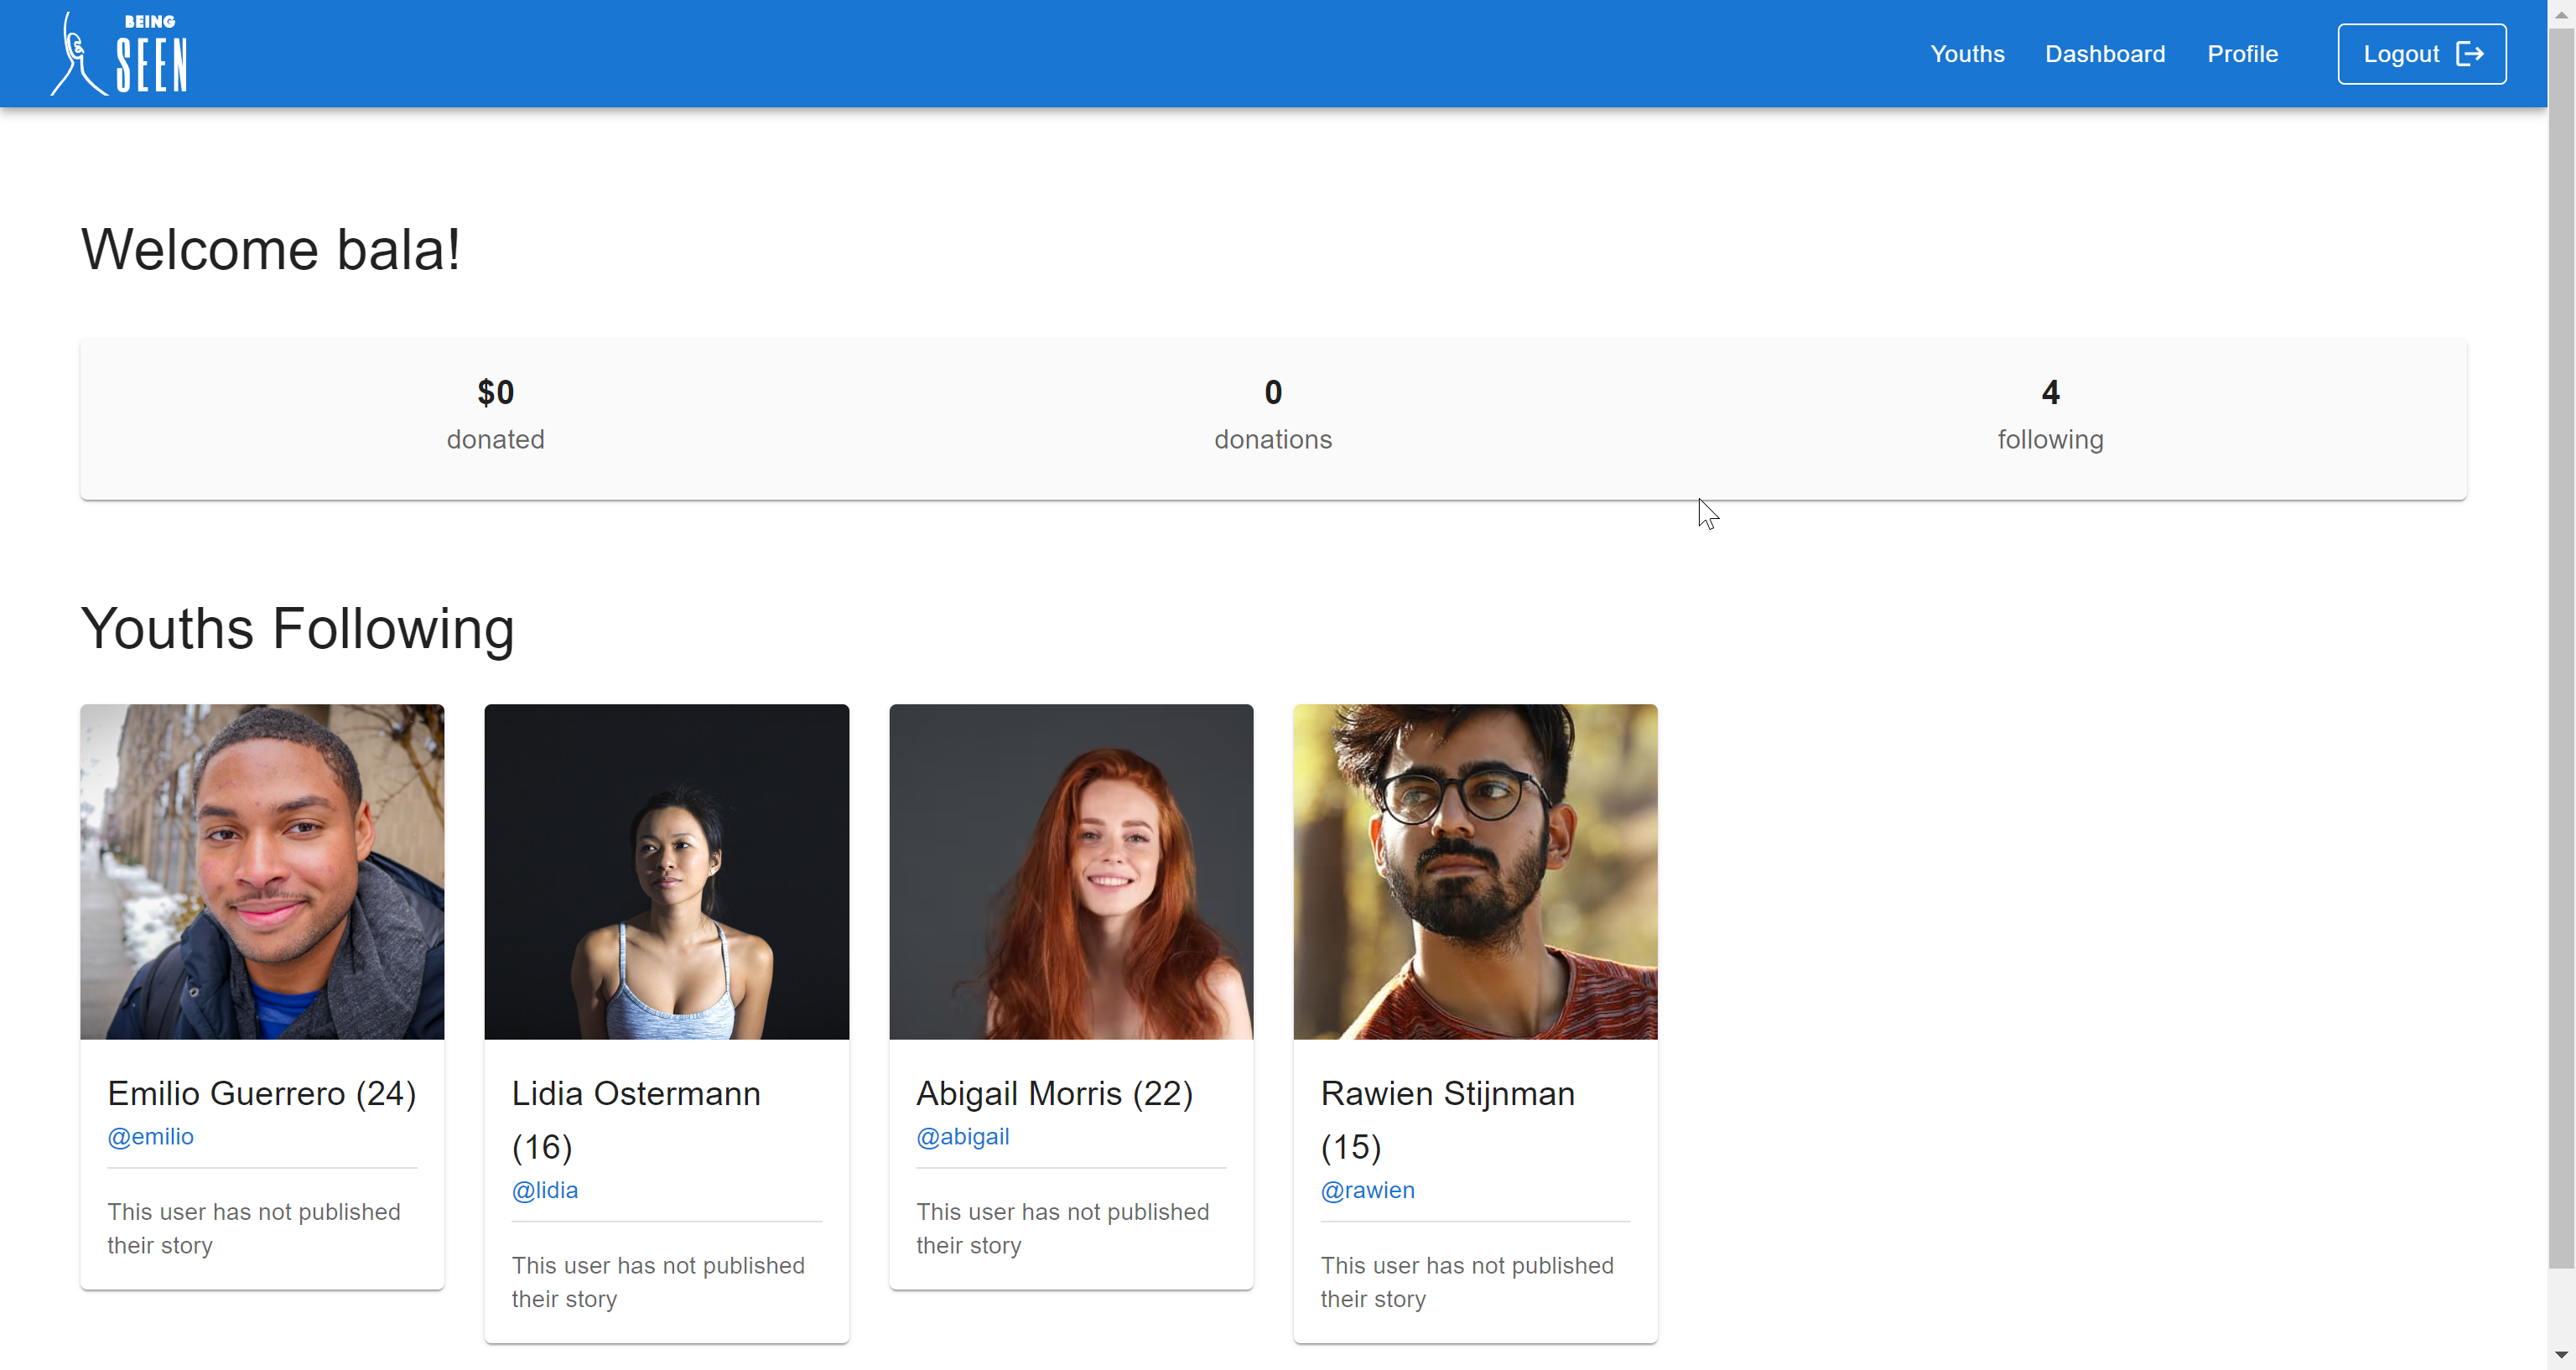 BEING
SEEN
Youths
Dashboard
Profile
Logout
Welcome bala!
$0
donated
0
donations
4
following
Youths Following
Emilio Guerrero (24)
@emilio
This user has not published
their story
Lidia Ostermann
(16)
@lidia
This user has not published
their story
Abigail Morris (22)
@abigail
This user has not published
their story
Rawien Stijnman
(15)
@rawien
This user has not published
their story